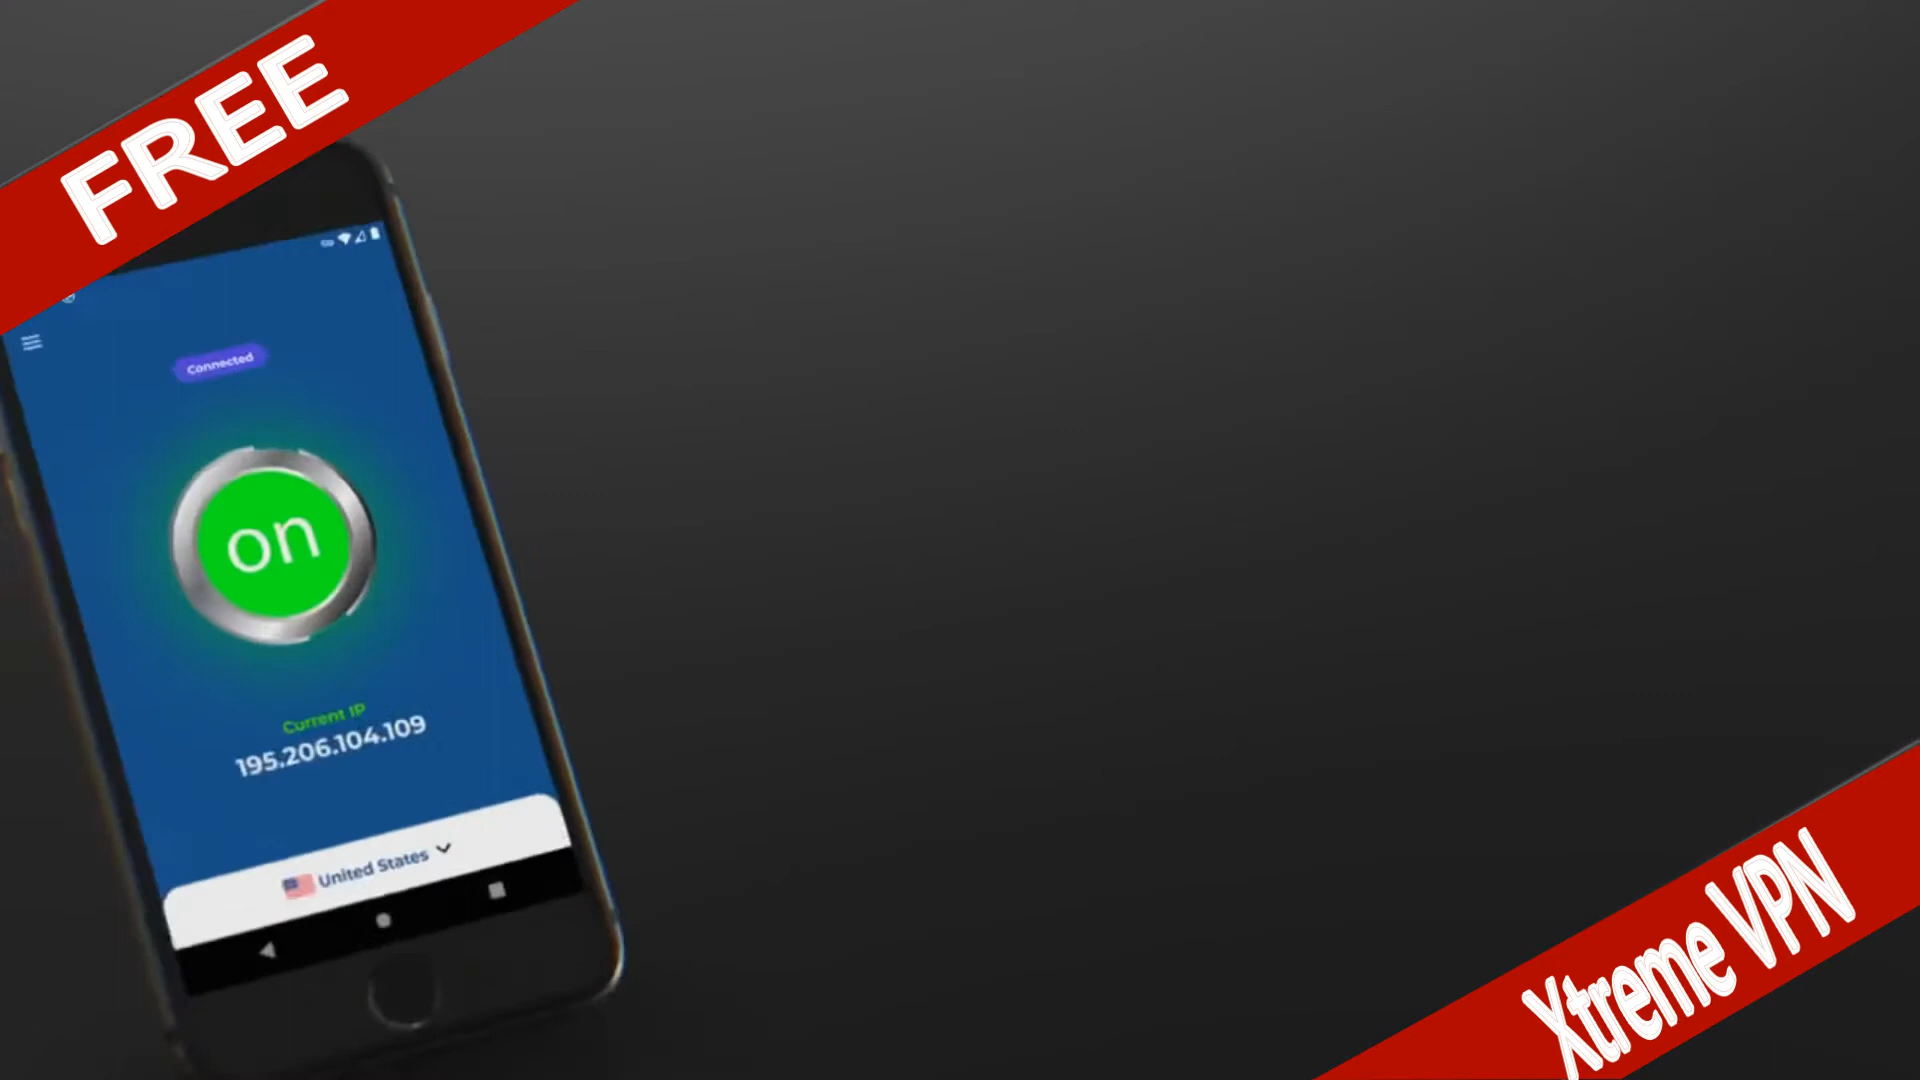 FREE
Connected
on
Current IP
195.206.104.109
United States
Xtreme VPN